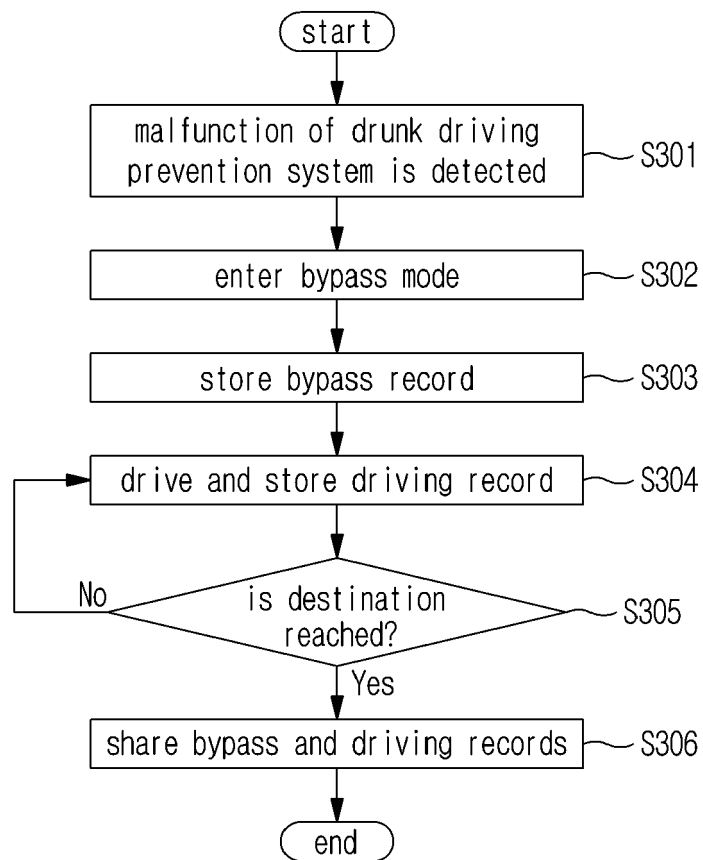 start
malfunction of drunk driving
prevention system is detected
S301
enter bypass mode
S302
store bypass record
S303
drive and store driving record
S304
No
is destination
reached?
S305
Yes
share bypass and driving records
S306
end